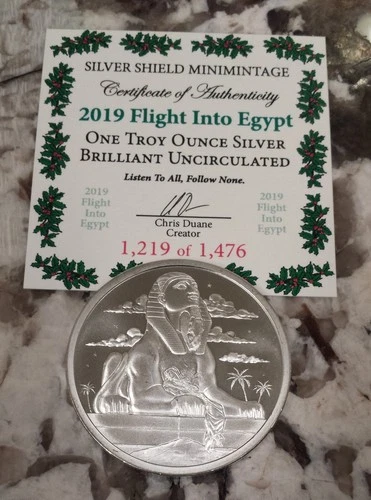 SILVER SHIELD MINIMINTAGE
Certificate of Authenticity
2019 Flight Into Egypt
ONE TROY OUNCE SILVER
BRILLIANT UNCIRCULATED
Listen To All, Follow None.
2019
Flight
Into
Egypt
Chris Duane
Creator
2019
Flight
Into
Egypt
1,219 of 1,476